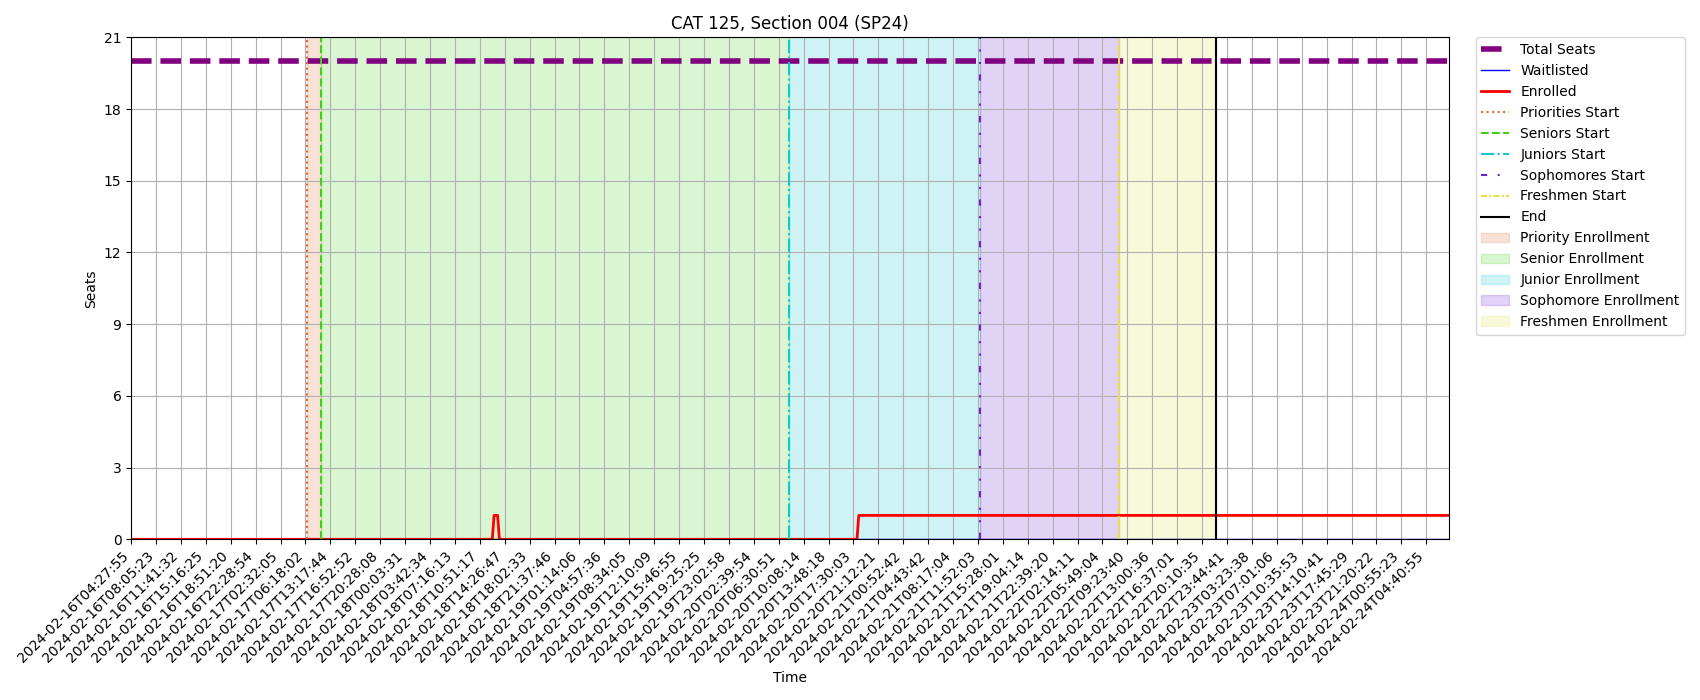 CAT 125, Section 004 (SP24)
21
18
15
12
9
6
3
0
Seats
2024-02-16T04:27:55
2024-02-16T08:05:23
2024-02-16T11:41:32
2024-02-16T15:16:25
2024-02-16T18:51:20
2024-02-16T22:28:54
2024-02-17T02:32:05
2024-02-17T06:18:02
2024-02-17T13:17:44
2024-02-17T16:52:52
2024-02-17T20:28:08
2024-02-18T00:03:31
2024-02-18T03:42:34
2024-02-18T07:16:13
2024-02-18T10:51:17
2024-02-18T14:26:47
2024-02-18T18:02:33
2024-02-18T21:37:46
2024-02-19T01:14:06
2024-02-19T04:57:36
2024-02-19T08:34:05
2024-02-19T12:10:09
2024-02-19T15:46:55
2024-02-19T19:25:25
2024-02-19T23:02:58
2024-02-20T02:39:54
2024-02-20T06:30:51
2024-02-20T10:08:14
2024-02-20T13:48:18
2024-02-20T17:30:03
2024-02-20T21:12:21
2024-02-21T00:52:42
2024-02-21T04:43:42
2024-02-21T08:17:04
2024-02-21T11:52:03
2024-02-21T15:28:01
2024-02-21T19:04:14
2024-02-21T22:39:20
2024-02-22T02:14:11
2024-02-22T05:49:04
2024-02-22T09:23:40
2024-02-22T13:00:36
2024-02-22T16:37:01
2024-02-22T20:10:35
2024-02-22T23:44:41
2024-02-23T03:23:38
2024-02-23T07:01:06
2024-02-23T10:35:53
2024-02-23T14:10:41
2024-02-23T17:45:29
2024-02-23T21:20:22
2024-02-24T00:55:23
2024-02-24T04:40:55
Time
Total Seats
Waitlisted
Enrolled
Priorities Start
Seniors Start
Juniors Start
Sophomores Start
Freshmen Start
End
Priority Enrollment
Senior Enrollment
Junior Enrollment
Sophomore Enrollment
Freshmen Enrollment